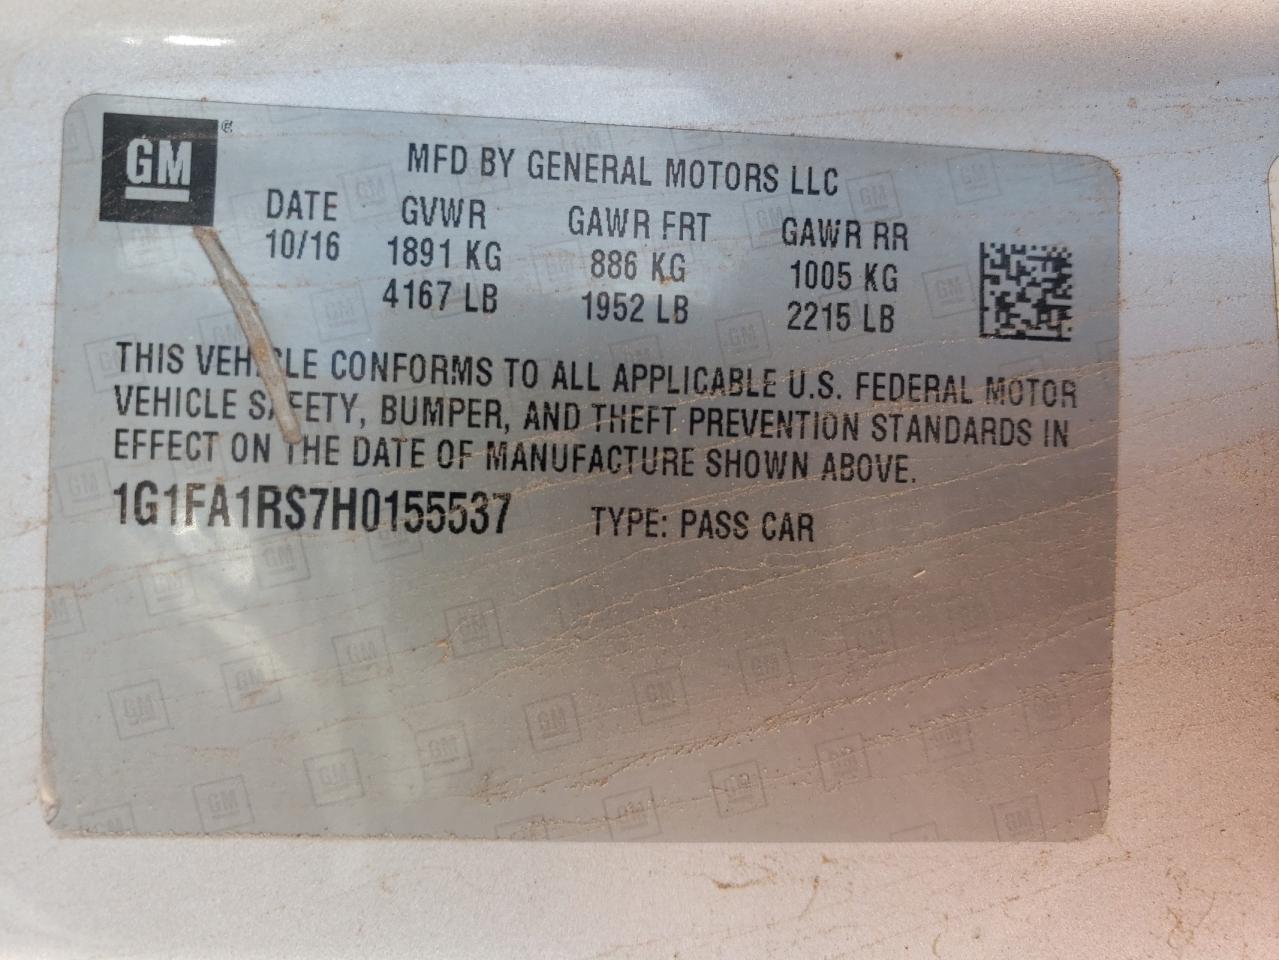 GM
MFD BY GENERAL MOTORS LLC
DATE GVWR GAWR FRT GAWR RR
10/16 1891 KG 886 KG 1005 KG
4167 LB 1952 LB 2215 LB
THIS VEHICLE CONFORMS TO ALL APPLICABLE U.S. FEDERAL MOTOR
VEHICLE SAFETY, BUMPER, AND THEFT PREVENTION STANDARDS IN
EFFECT ON THE DATE OF MANUFACTURE SHOWN ABOVE.
1G1FA1RS7H0155537 TYPE: PASS CAR